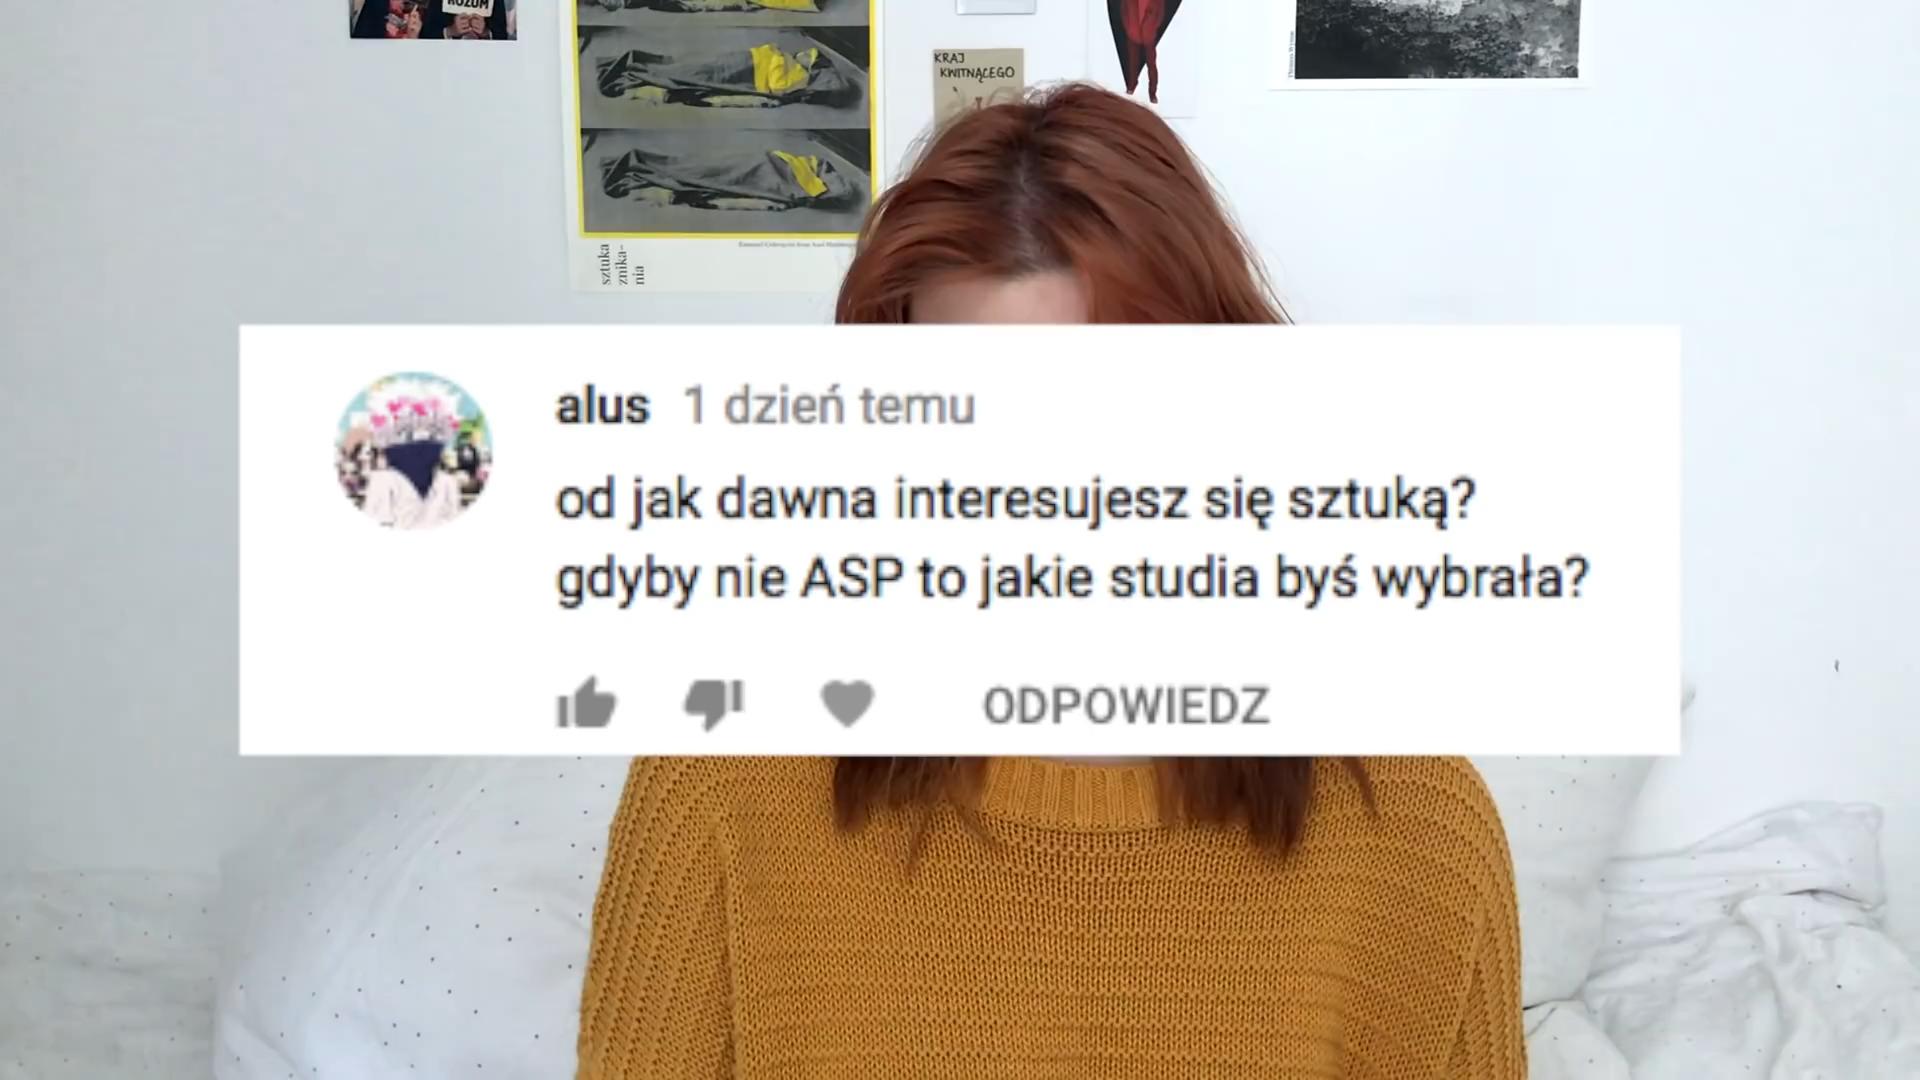 ROZUM
KRAJ
KWITNĄCEGO
sztuka
znika-
nia
alus 1 dzień temu
od jak dawna interesujesz się sztuką?
gdyby nie ASP to jakie studia byś wybrała?
ODPOWIEDZ